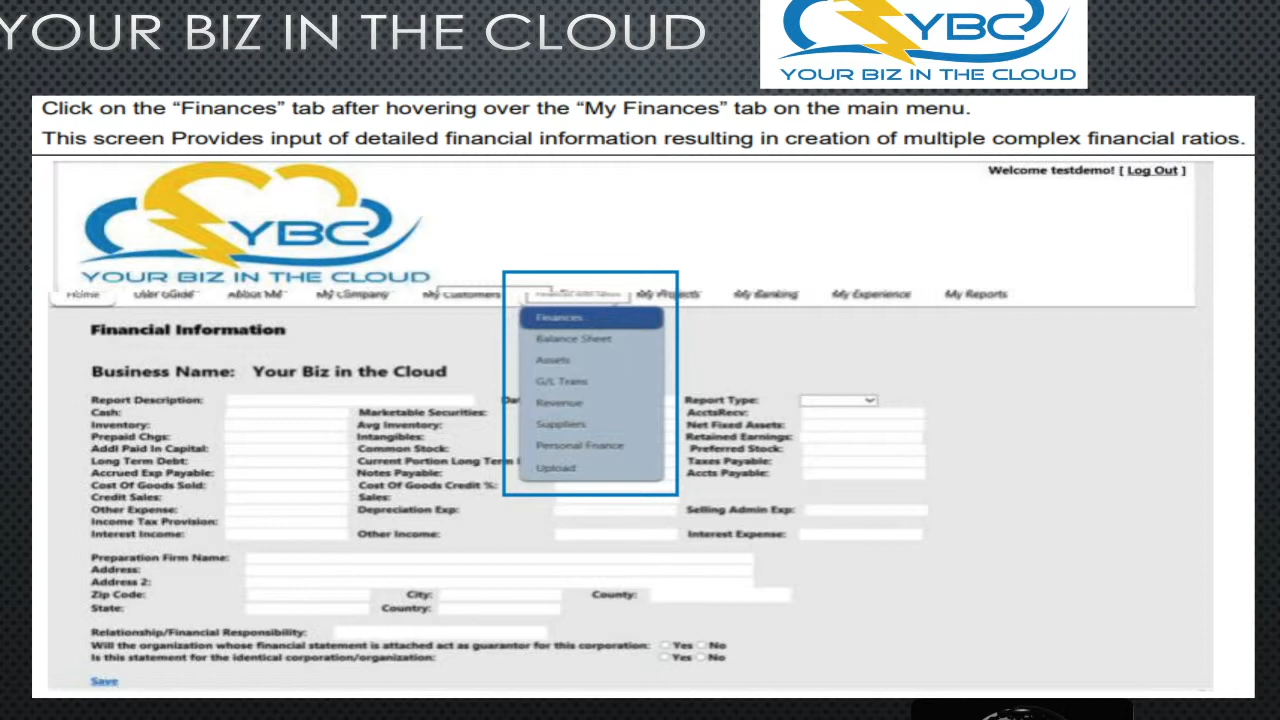 YOUR BIZ IN THE CLOUD
YBC
YOUR BIZ IN THE CLOUD
Click on the “Finances” tab after hovering over the “My Finances” tab on the main menu.
This screen Provides input of detailed financial information resulting in creation of multiple complex financial ratios.
Welcome testdemo! [ Log Out ]
YBC
YOUR BIZ IN THE CLOUD
Home User Guide About Me My Company My Customers My Projects My Banking My Experience My Reports
Finances
Balance Sheet
Assets
G/L Trans
Revenue
Suppliers
Personal Finance
Upload
Financial Information
Business Name: Your Biz in the Cloud
Report Description: Report Type:
Cash: Marketable Securities: AcctsRecv:
Inventory: Avg Inventory: Net Fixed Assets:
Prepaid Chgs: Intangibles: Retained Earnings:
Addl Paid In Capital: Common Stock: Preferred Stock:
Long Term Debt: Current Portion Long Term Taxes Payable:
Accrued Exp Payable: Notes Payable: Accts Payable:
Cost Of Goods Sold: Cost Of Goods Credit %:
Credit Sales: Sales:
Other Expense: Depreciation Exp: Selling Admin Exp:
Income Tax Provision:
Interest Income: Other Income: Interest Expense:
Preparation Firm Name:
Address:
Address 2:
Zip Code: City: County:
State: Country:
Relationship/Financial Responsibility:
Will the organization whose financial statement is attached act as guarantor for this corporation: Yes No
Is this statement for the identical corporation/organization: Yes No
Save